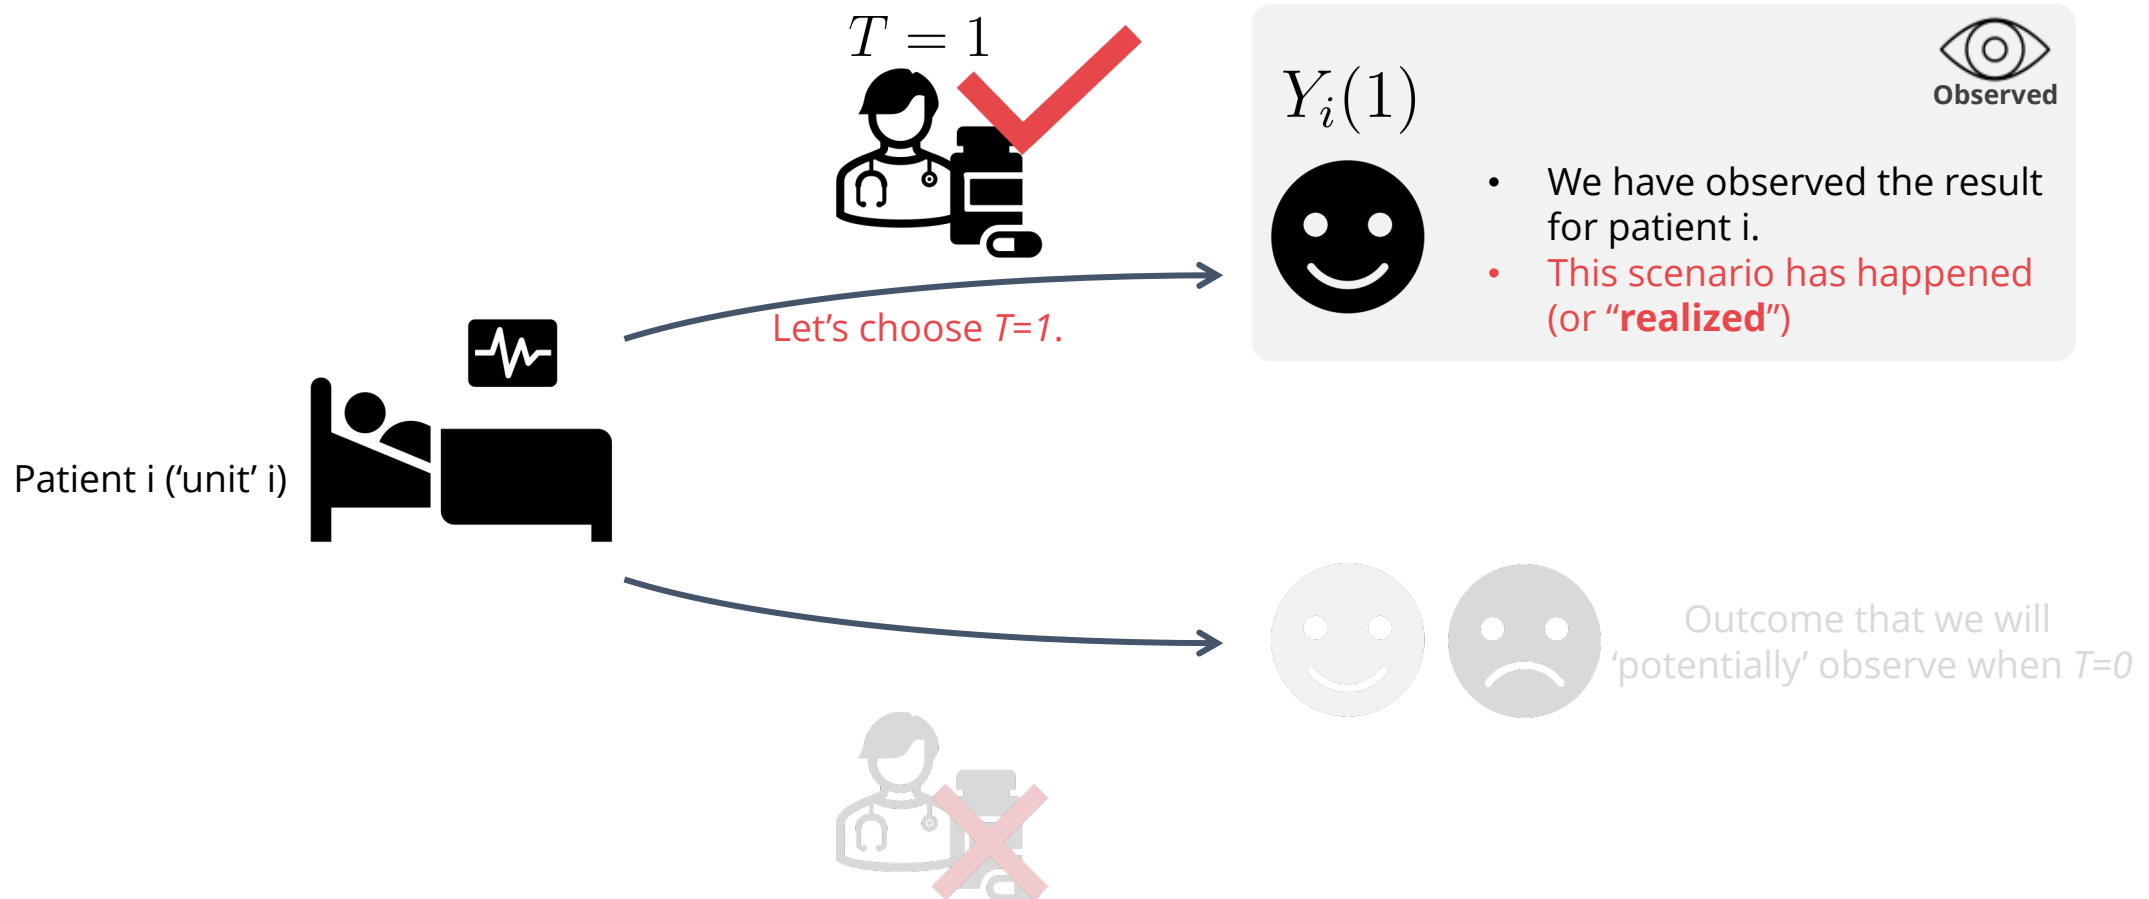 T = 1
Observed
Y_i(1)
• We have observed the result
for patient i.
• This scenario has happened
(or “realized”)
Let’s choose T=1.
Patient i (‘unit’ i)
Outcome that we will
‘potentially’ observe when T=0